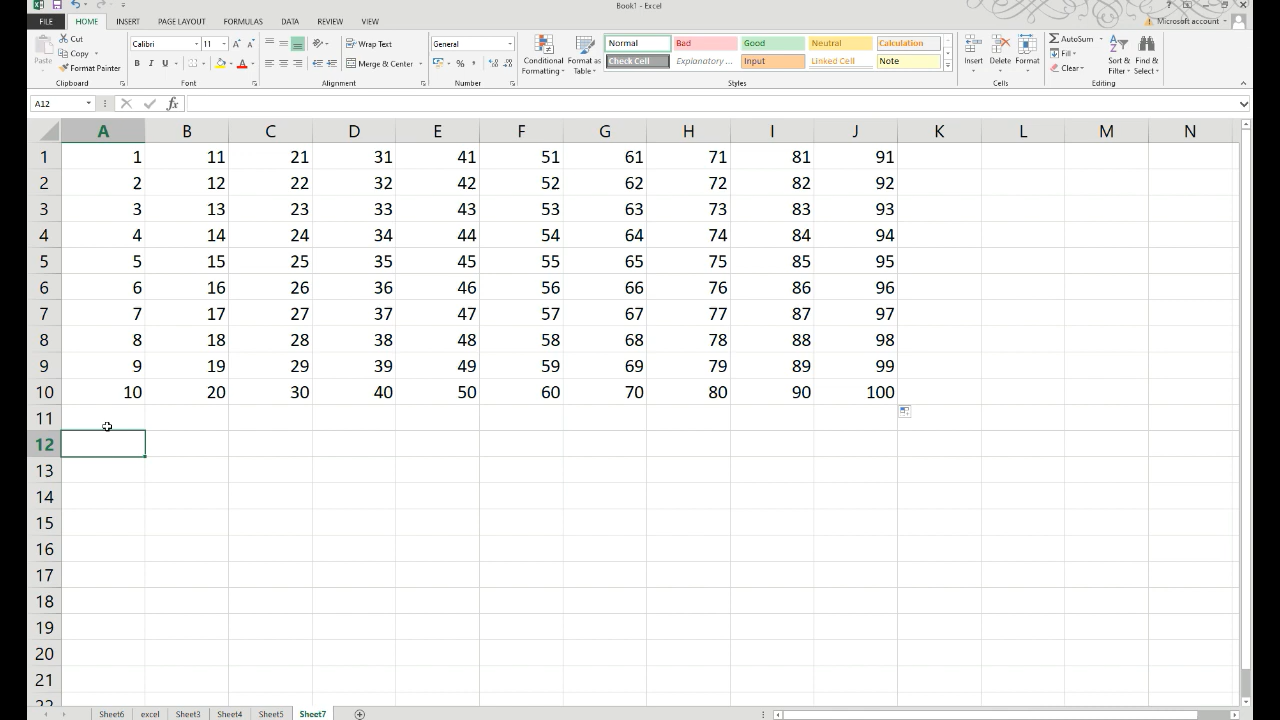 Book1 - Excel
FILE HOME INSERT PAGE LAYOUT FORMULAS DATA REVIEW VIEW Microsoft account
Cut Calibri 11 Wrap Text General Normal Bad Good Neutral Calculation AutoSum
Copy Fill
Paste Format Painter B I U Merge & Center Conditional Formatting Format as Table Check Cell Explanatory ... Input Linked Cell Note Insert Delete Format Clear Sort & Filter Find & Select
Clipboard Font Alignment Number Styles Cells Editing
A12 fx
A B C D E F G H I J K L M N
1 1 11 21 31 41 51 61 71 81 91
2 2 12 22 32 42 52 62 72 82 92
3 3 13 23 33 43 53 63 73 83 93
4 4 14 24 34 44 54 64 74 84 94
5 5 15 25 35 45 55 65 75 85 95
6 6 16 26 36 46 56 66 76 86 96
7 7 17 27 37 47 57 67 77 87 97
8 8 18 28 38 48 58 68 78 88 98
9 9 19 29 39 49 59 69 79 89 99
10 10 20 30 40 50 60 70 80 90 100
11
12
13
14
15
16
17
18
19
20
21
22
Sheet6 excel Sheet3 Sheet4 Sheet5 Sheet7